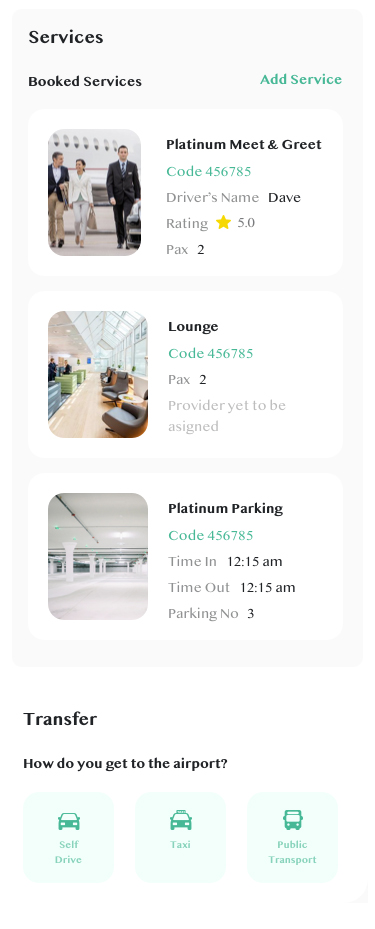 Services
Booked Services
Add Service
Platinum Meet & Greet
Code 456785
Driver's Name Dave
Rating 5.0
Pax 2
Lounge
Code 456785
Pax 2
Provider yet to be
asigned
Platinum Parking
Code 456785
Time In 12:15 am
Time Out 12:15 am
Parking No 3
Transfer
How do you get to the airport?
Self
Drive
Taxi
Public
Transport